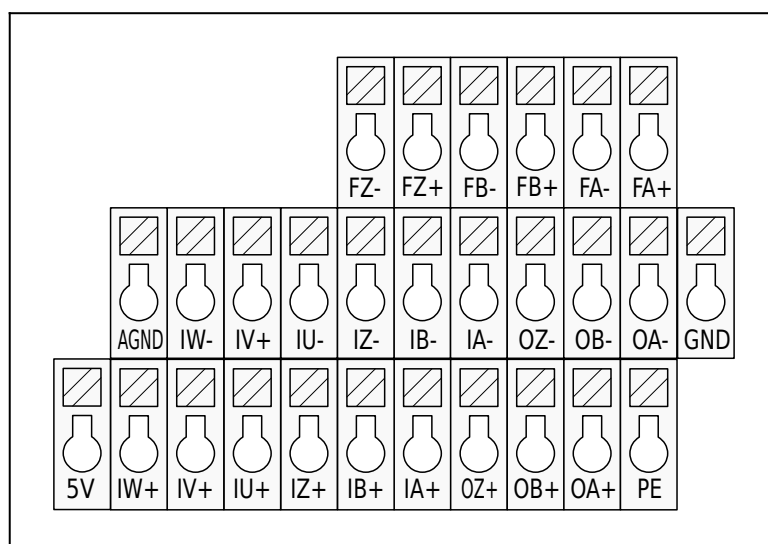 FZ- FZ+ FB- FB+ FA- FA+
AGND IW- IV+ IU- IZ- IB- IA- OZ- OB- OA- GND
5V IW+ IV+ IU+ IZ+ IB+ IA+ OZ+ OB+ OA+ PE